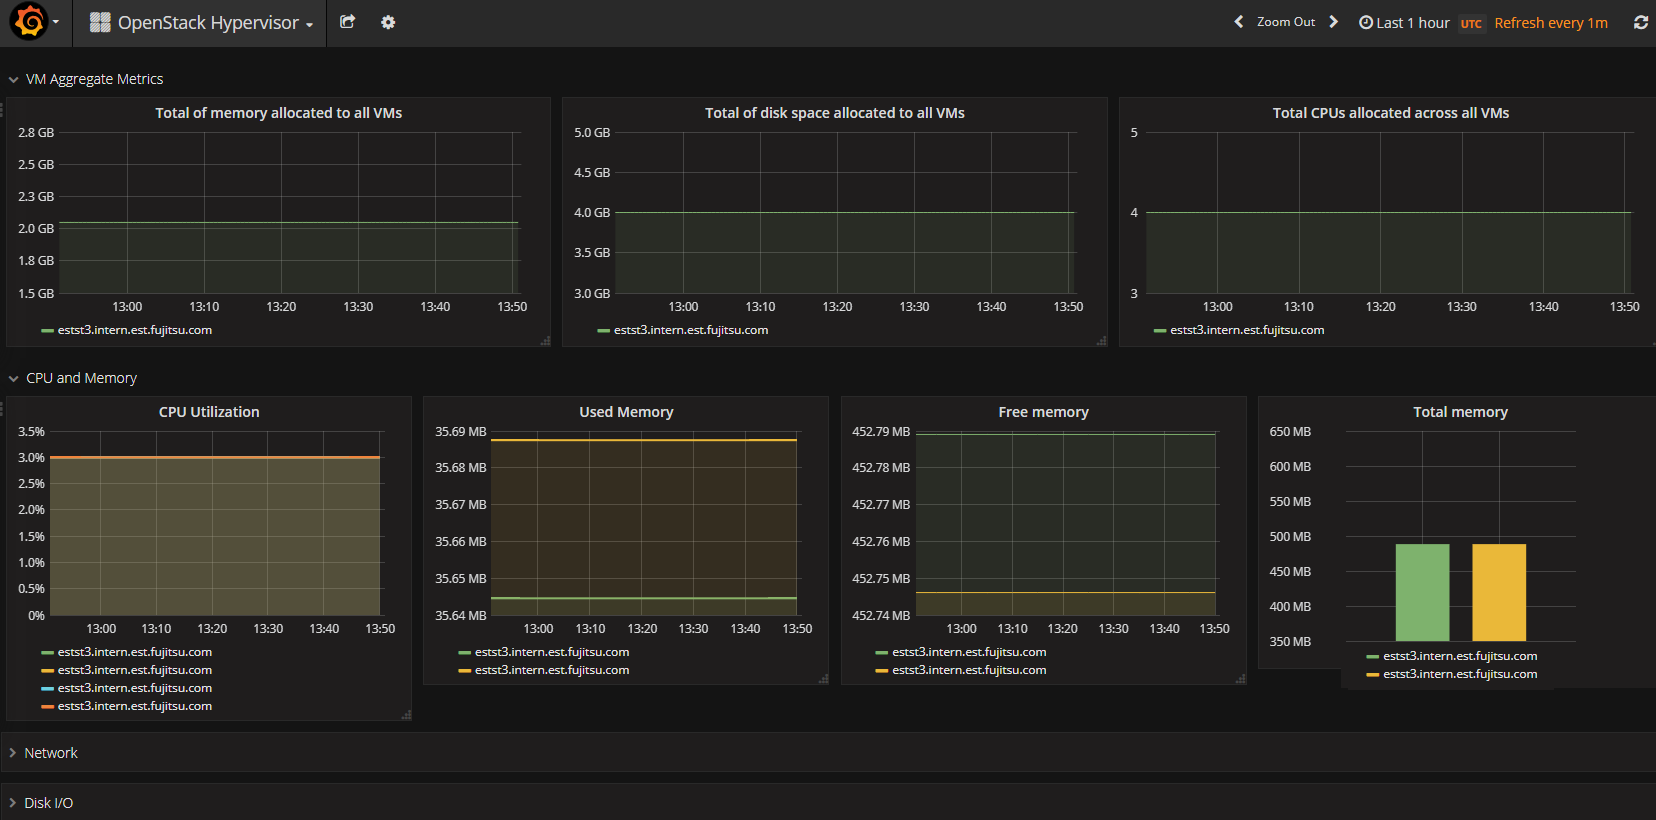 OpenStack Hypervisor
Zoom Out
Last 1 hour UTC Refresh every 1m
VM Aggregate Metrics
Total of memory allocated to all VMs
2.8 GB
2.5 GB
2.3 GB
2.0 GB
1.8 GB
1.5 GB
13:00 13:10 13:20 13:30 13:40 13:50
estst3.intern.est.fujitsu.com
Total of disk space allocated to all VMs
5.0 GB
4.5 GB
4.0 GB
3.5 GB
3.0 GB
13:00 13:10 13:20 13:30 13:40 13:50
estst3.intern.est.fujitsu.com
Total CPUs allocated across all VMs
5
4
3
13:00 13:10 13:20 13:30 13:40 13:50
estst3.intern.est.fujitsu.com
CPU and Memory
CPU Utilization
3.5%
3.0%
2.5%
2.0%
1.5%
1.0%
0.5%
0%
13:00 13:10 13:20 13:30 13:40 13:50
estst3.intern.est.fujitsu.com
estst3.intern.est.fujitsu.com
estst3.intern.est.fujitsu.com
estst3.intern.est.fujitsu.com
Used Memory
35.69 MB
35.68 MB
35.67 MB
35.66 MB
35.65 MB
35.64 MB
13:00 13:10 13:20 13:30 13:40 13:50
estst3.intern.est.fujitsu.com
estst3.intern.est.fujitsu.com
Free memory
452.79 MB
452.78 MB
452.77 MB
452.76 MB
452.75 MB
452.74 MB
13:00 13:10 13:20 13:30 13:40 13:50
estst3.intern.est.fujitsu.com
estst3.intern.est.fujitsu.com
Total memory
650 MB
600 MB
550 MB
500 MB
450 MB
400 MB
350 MB
estst3.intern.est.fujitsu.com
estst3.intern.est.fujitsu.com
Network
Disk I/O